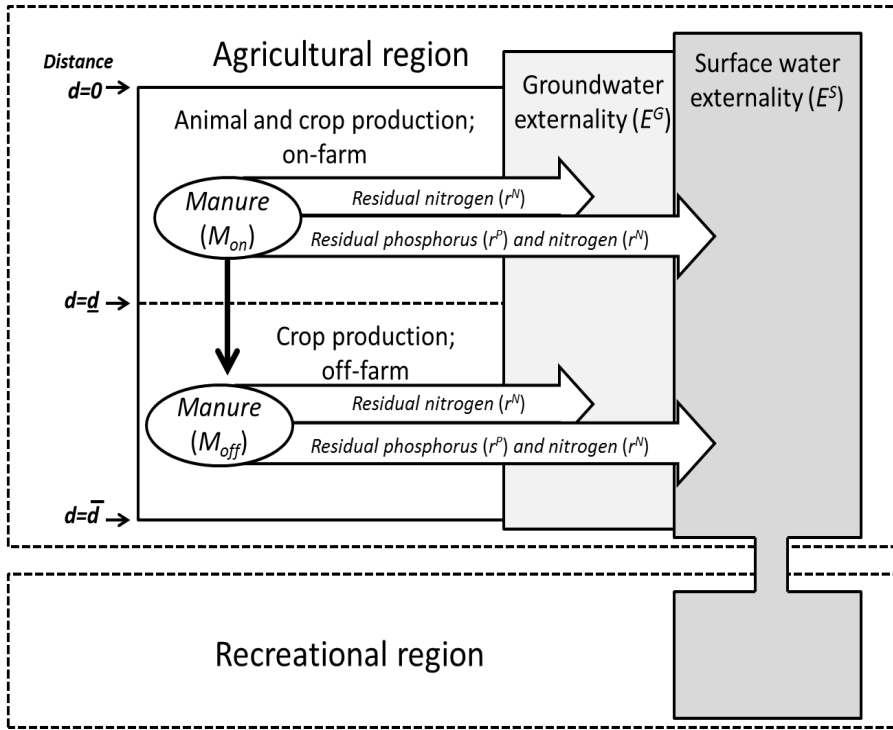 Agricultural region
Distance
d=0
Groundwater
externality (E^G)
Surface water
externality (E^S)
Animal and crop production;
on-farm
Manure
(M_on)
Residual nitrogen (r^N)
Residual phosphorus (r^P) and nitrogen (r^N)
d=d̲
Crop production;
off-farm
Manure
(M_off)
Residual nitrogen (r^N)
Residual phosphorus (r^P) and nitrogen (r^N)
d=d̅
Recreational region